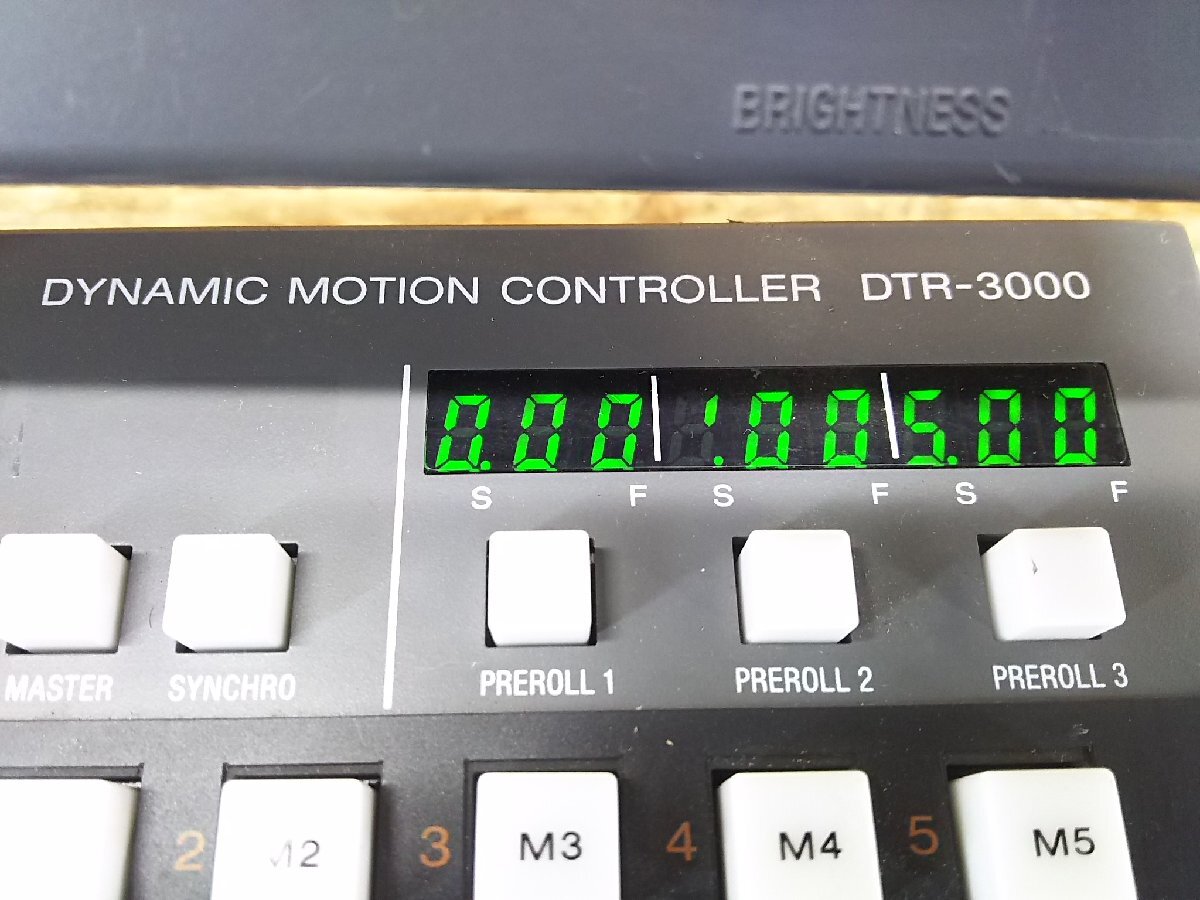 BRIGHTNESS
DYNAMIC MOTION CONTROLLER DTR-3000
0.00 .00 5.00
S F S F S F
MASTER SYNCHRO PREROLL 1 PREROLL 2 PREROLL 3
2 M2 3 M3 4 M4 5 M5